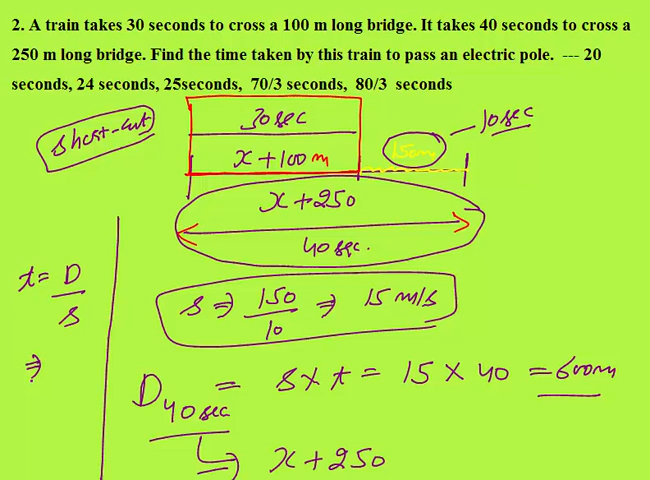 2. A train takes 30 seconds to cross a 100 m long bridge. It takes 40 seconds to cross a
250 m long bridge. Find the time taken by this train to pass an electric pole. --- 20
seconds, 24 seconds, 25seconds, 70/3 seconds, 80/3 seconds
short-cut
30 sec
10 sec
x+100 m
150m
x+250
40 sec.
t = D/s
s ⇒ 150/10 ⇒ 15 m/s
⇒
D40 sec = s x t = 15 x 40 = 600m
x+250